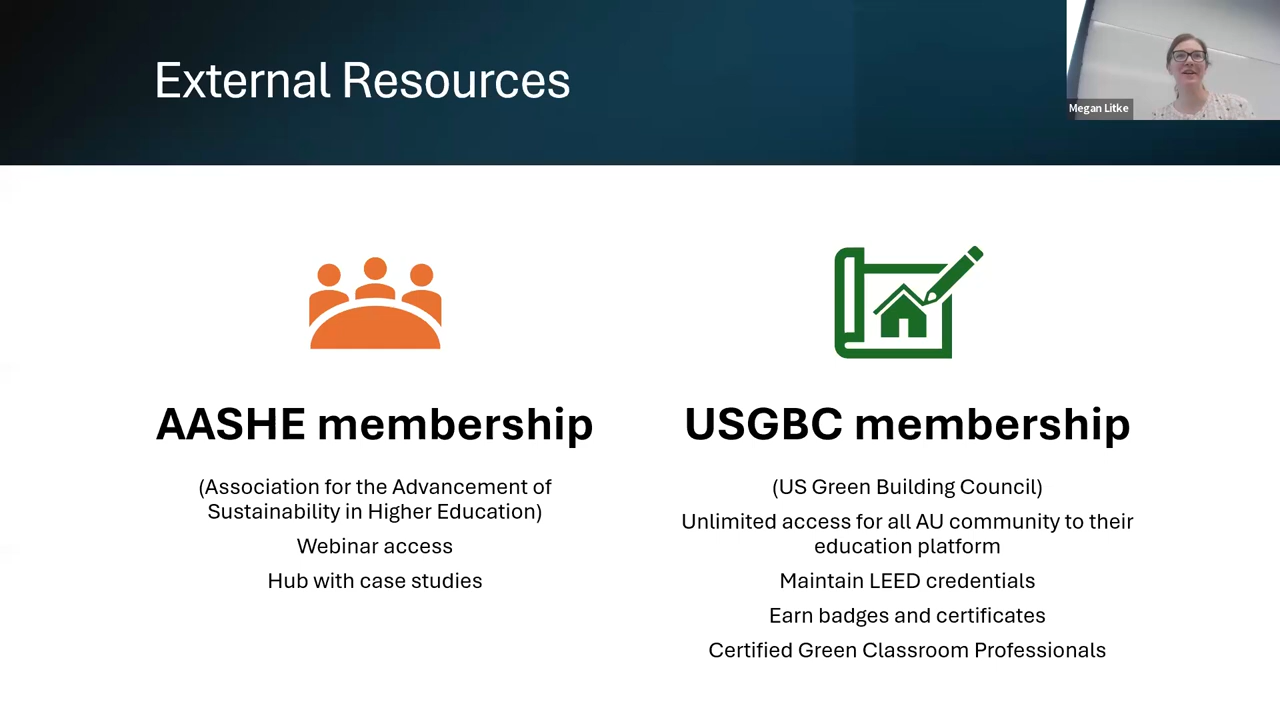 External Resources
Megan Litke
AASHE membership
(Association for the Advancement of
Sustainability in Higher Education)
Webinar access
Hub with case studies
USGBC membership
(US Green Building Council)
Unlimited access for all AU community to their
education platform
Maintain LEED credentials
Earn badges and certificates
Certified Green Classroom Professionals